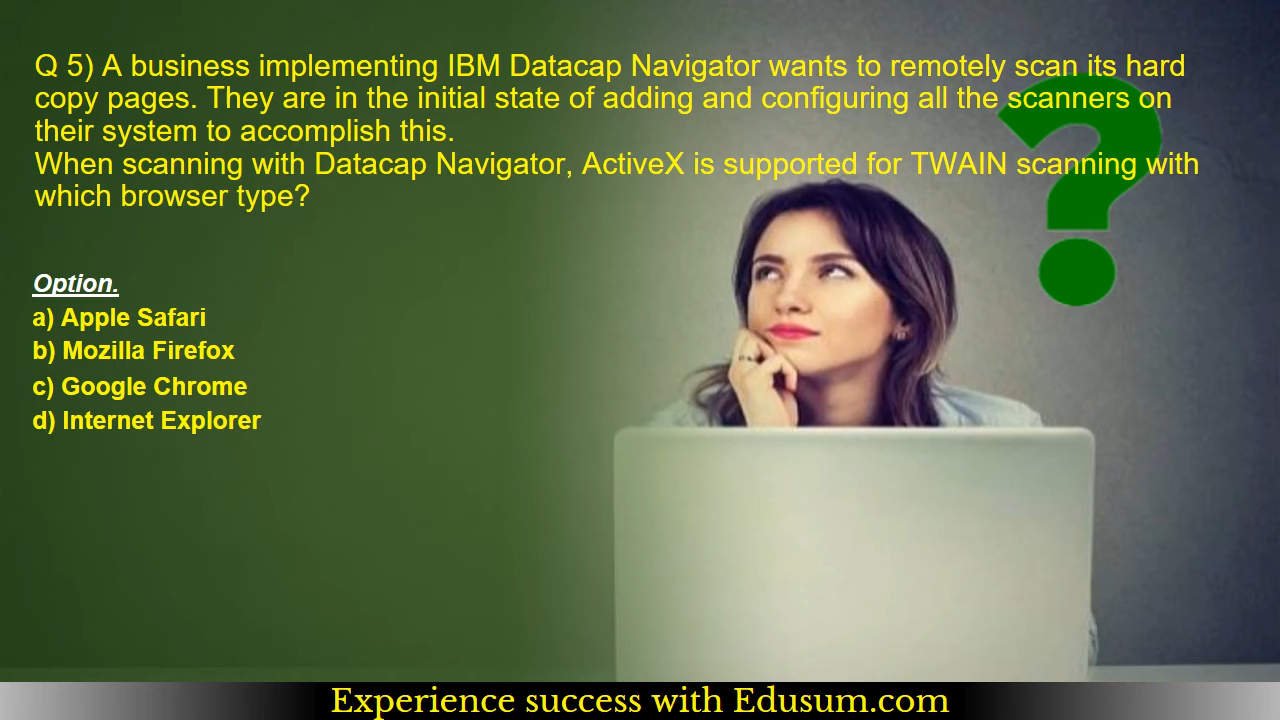 Q 5) A business implementing IBM Datacap Navigator wants to remotely scan its hard
copy pages. They are in the initial state of adding and configuring all the scanners on
their system to accomplish this.
When scanning with Datacap Navigator, ActiveX is supported for TWAIN scanning with
which browser type?
Option.
a) Apple Safari
b) Mozilla Firefox
c) Google Chrome
d) Internet Explorer
Experience success with Edusum.com